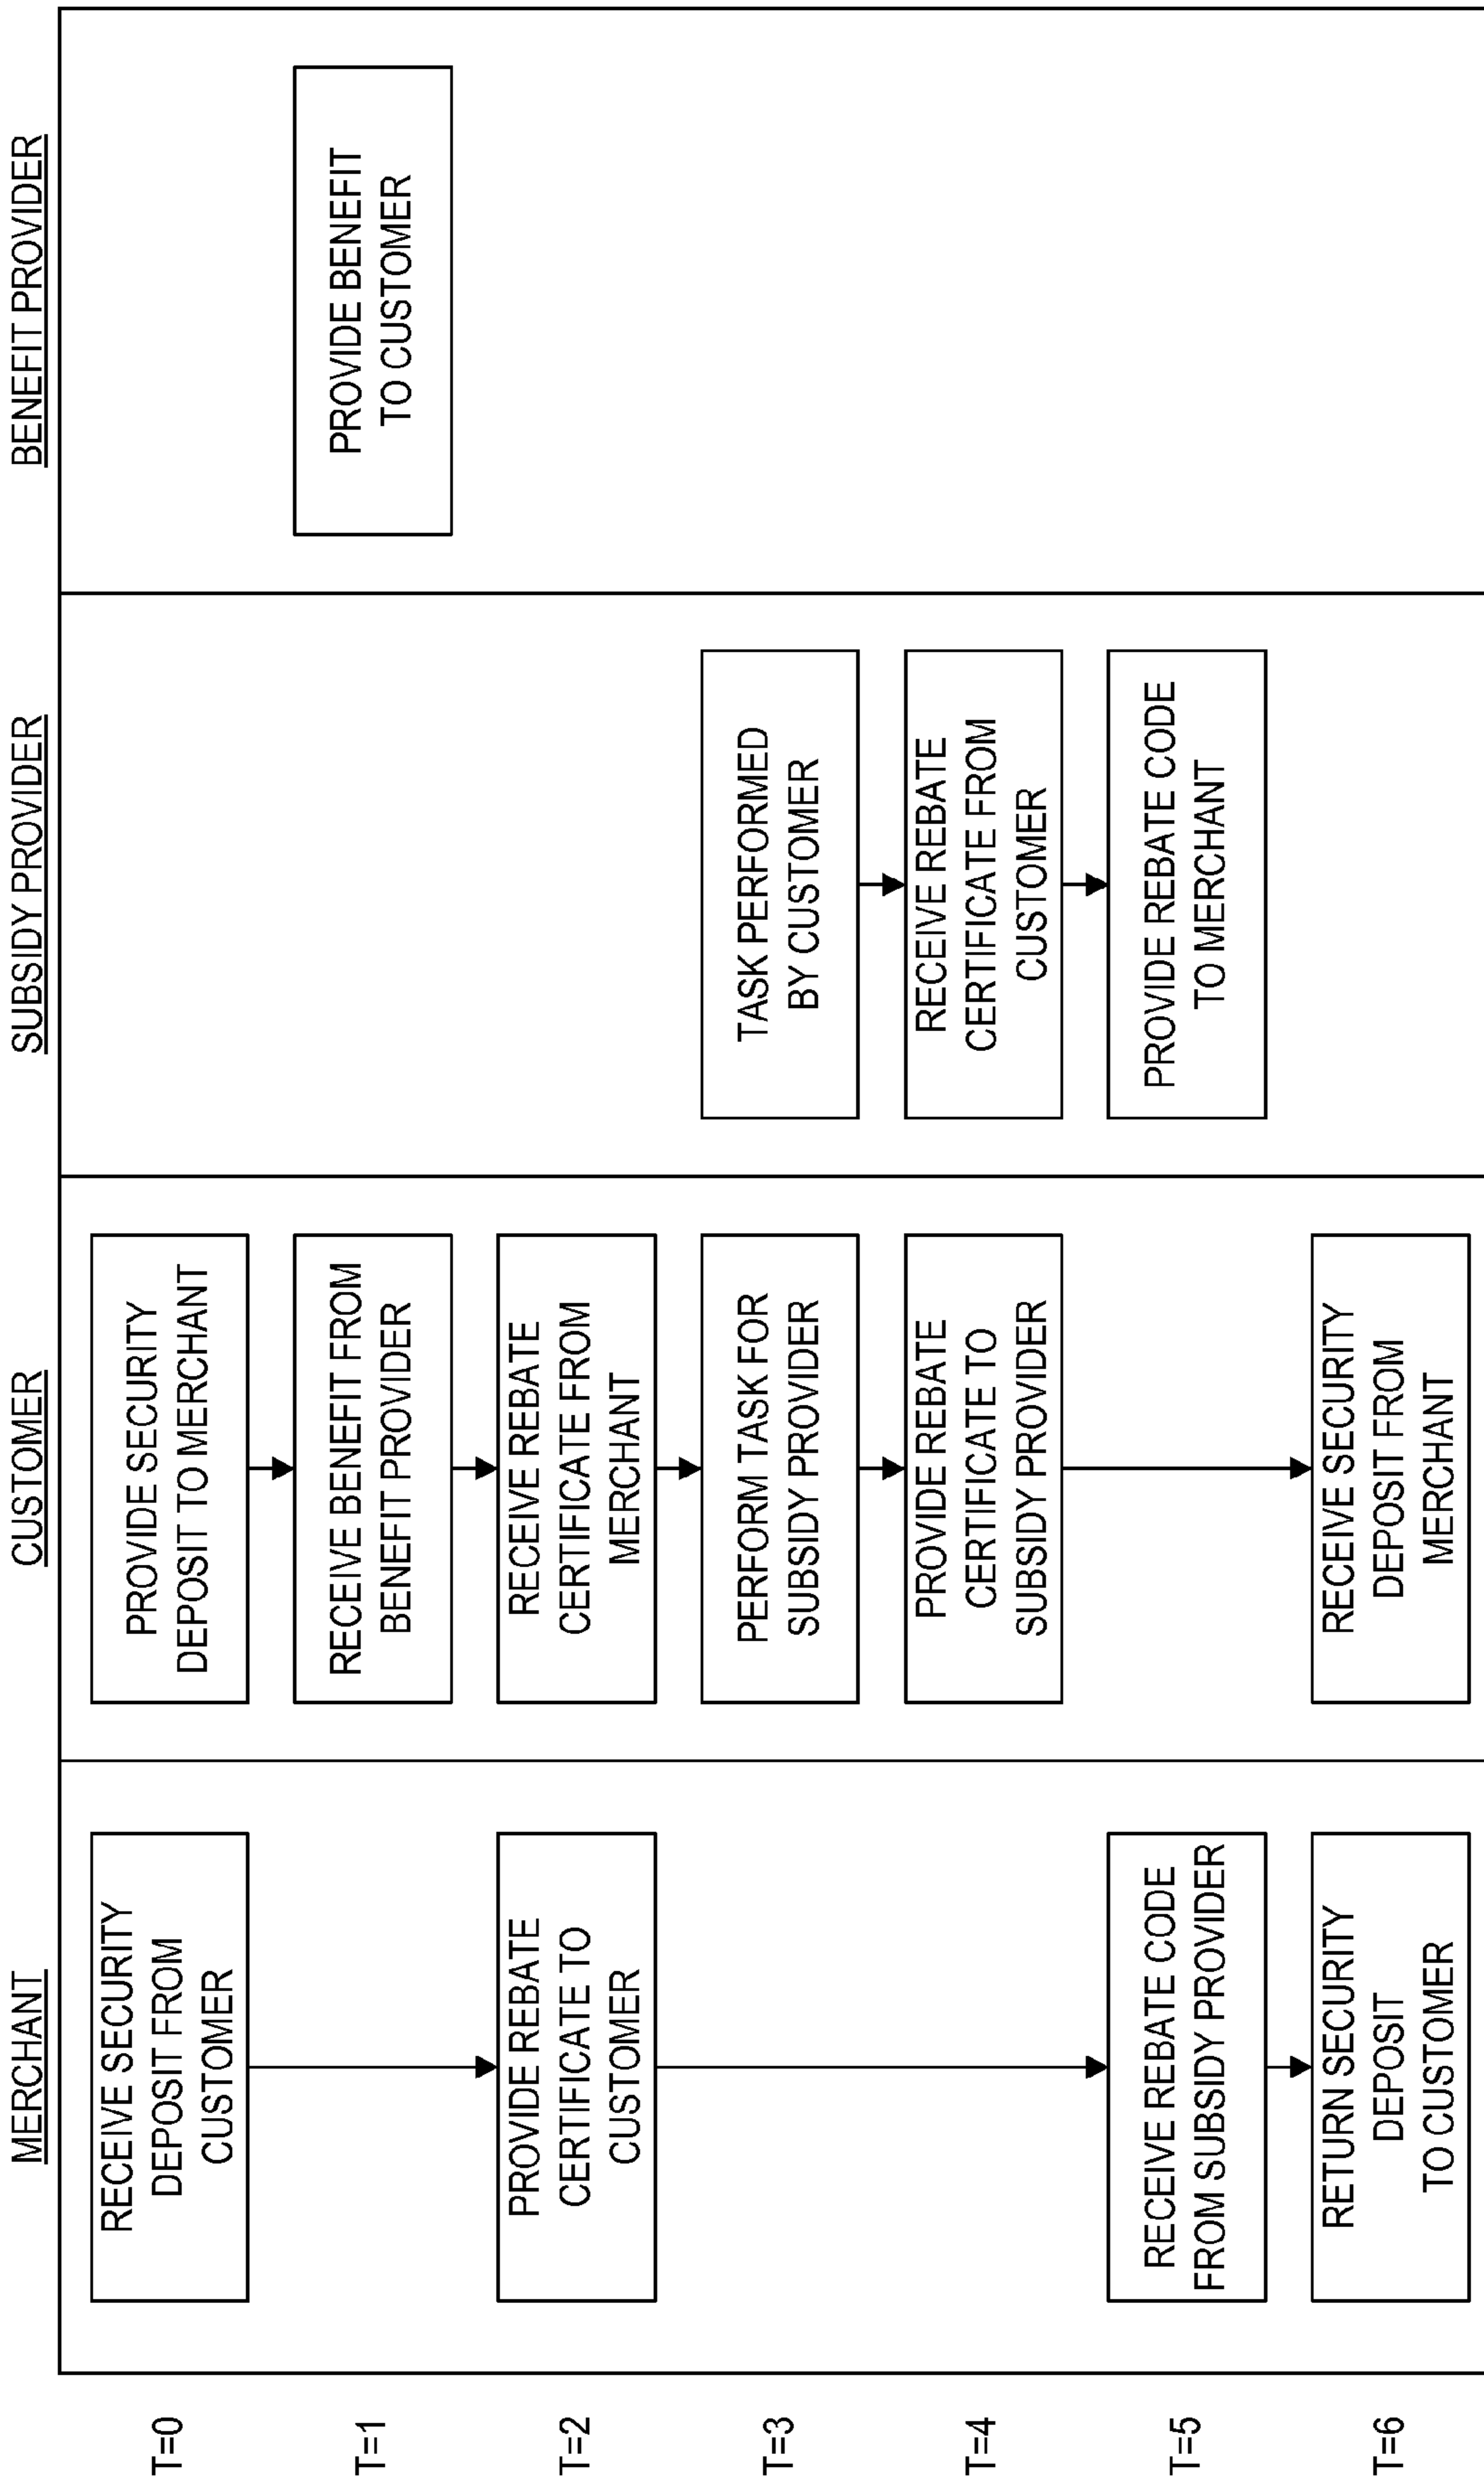 MERCHANT
CUSTOMER
SUBSIDY PROVIDER
BENEFIT PROVIDER
T=0
RECEIVE SECURITY
DEPOSIT FROM
CUSTOMER
PROVIDE SECURITY
DEPOSIT TO MERCHANT
T=1
RECEIVE BENEFIT FROM
BENEFIT PROVIDER
PROVIDE BENEFIT
TO CUSTOMER
T=2
PROVIDE REBATE
CERTIFICATE TO
CUSTOMER
RECEIVE REBATE
CERTIFICATE FROM
MERCHANT
T=3
PERFORM TASK FOR
SUBSIDY PROVIDER
TASK PERFORMED
BY CUSTOMER
T=4
PROVIDE REBATE
CERTIFICATE TO
SUBSIDY PROVIDER
RECEIVE REBATE
CERTIFICATE FROM
CUSTOMER
T=5
RECEIVE REBATE CODE
FROM SUBSIDY PROVIDER
PROVIDE REBATE CODE
TO MERCHANT
T=6
RETURN SECURITY
DEPOSIT
TO CUSTOMER
RECEIVE SECURITY
DEPOSIT FROM
MERCHANT